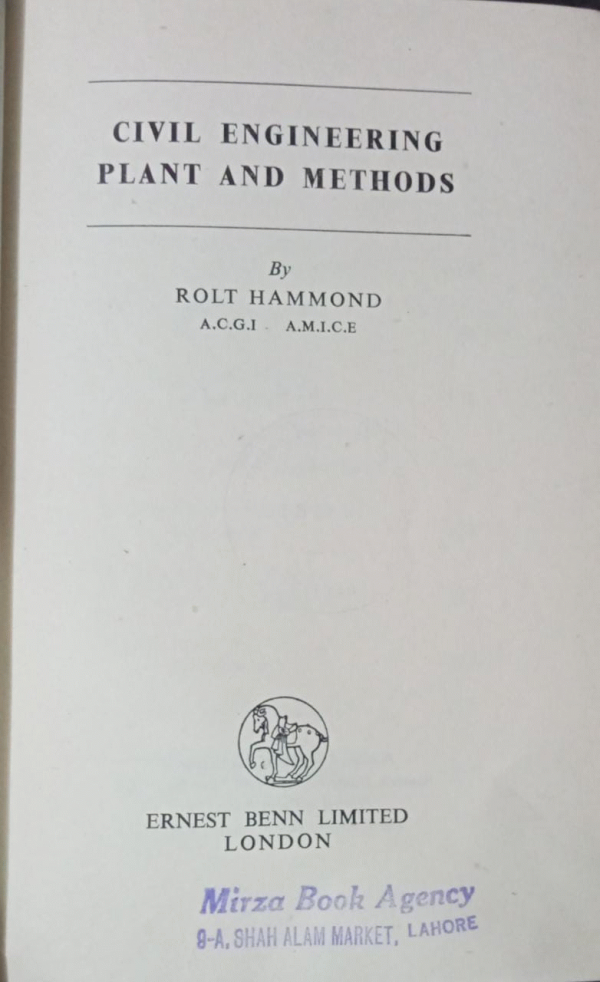 CIVIL ENGINEERING
PLANT AND METHODS
By
ROLT HAMMOND
A.C.G.I. A.M.I.C.E
ERNEST BENN LIMITED
LONDON
Mirza Book Agency
9-A, SHAH ALAM MARKET, LAHORE